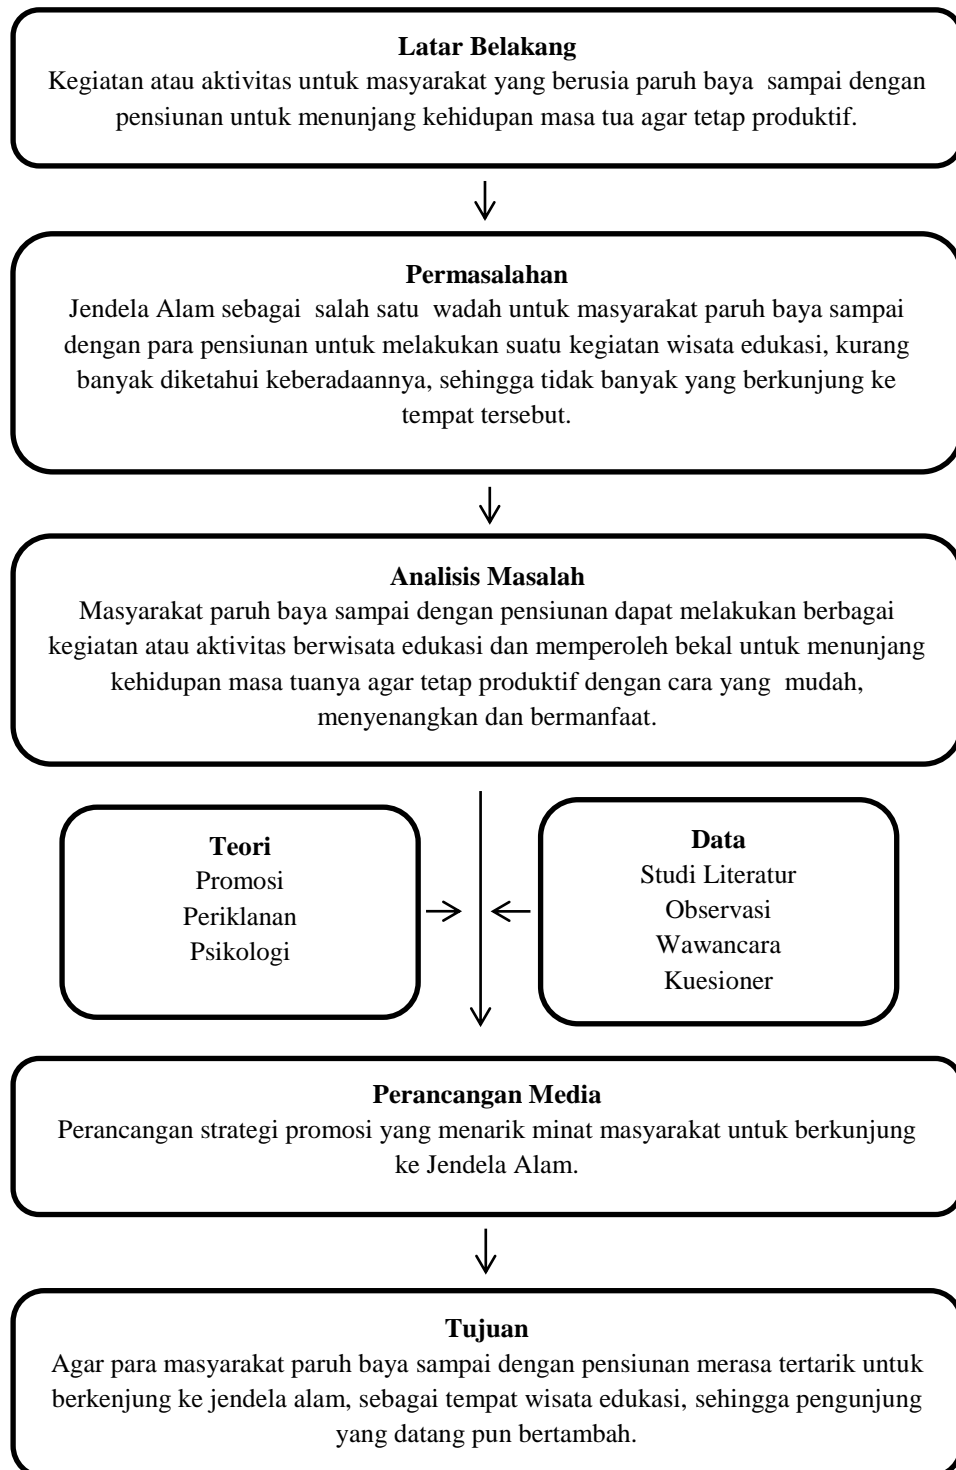 Latar Belakang
Kegiatan atau aktivitas untuk masyarakat yang berusia paruh baya sampai dengan
pensiunan untuk menunjang kehidupan masa tua agar tetap produktif.
Permasalahan
Jendela Alam sebagai salah satu wadah untuk masyarakat paruh baya sampai
dengan para pensiunan untuk melakukan suatu kegiatan wisata edukasi, kurang
banyak diketahui keberadaannya, sehingga tidak banyak yang berkunjung ke
tempat tersebut.
Analisis Masalah
Masyarakat paruh baya sampai dengan pensiunan dapat melakukan berbagai
kegiatan atau aktivitas berwisata edukasi dan memperoleh bekal untuk menunjang
kehidupan masa tuanya agar tetap produktif dengan cara yang mudah,
menyenangkan dan bermanfaat.
Teori
Promosi
Periklanan
Psikologi
Data
Studi Literatur
Observasi
Wawancara
Kuesioner
Perancangan Media
Perancangan strategi promosi yang menarik minat masyarakat untuk berkunjung
ke Jendela Alam.
Tujuan
Agar para masyarakat paruh baya sampai dengan pensiunan merasa tertarik untuk
berkenjung ke jendela alam, sebagai tempat wisata edukasi, sehingga pengunjung
yang datang pun bertambah.